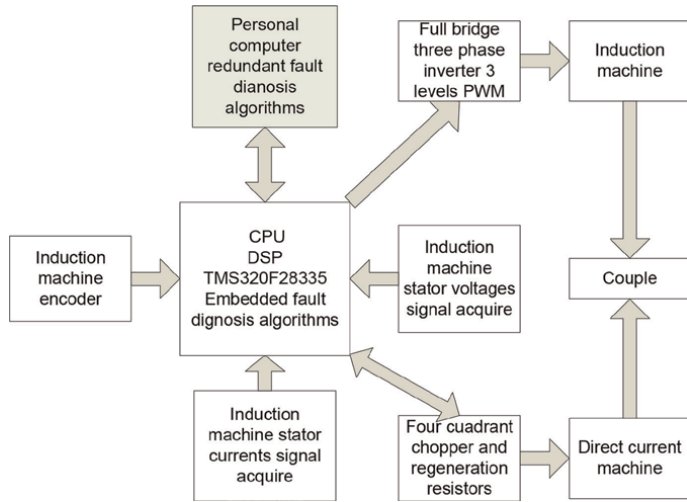 Personal
computer
redundant fault
dianosis
algorithms
Full bridge
three phase
inverter 3
levels PWM
Induction
machine
Induction
machine
encoder
CPU
DSP
TMS320F28335
Embedded fault
dignosis algorithms
Induction
machine
stator voltages
signal acquire
Couple
Induction
machine stator
currents signal
acquire
Four cuadrant
chopper and
regeneration
resistors
Direct current
machine